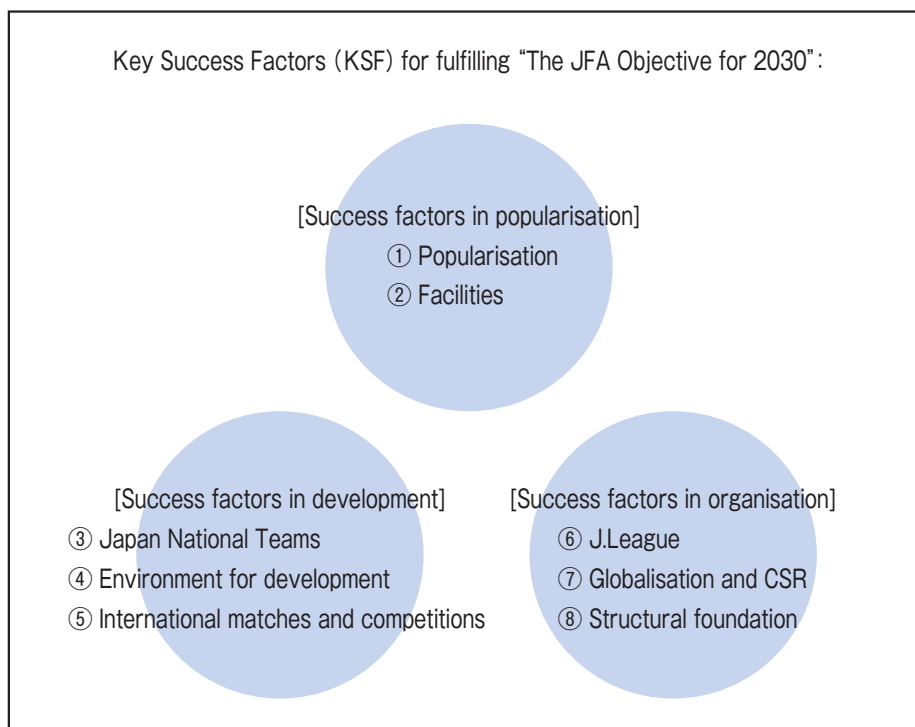 Key Success Factors (KSF) for fulfilling “The JFA Objective for 2030”:
[Success factors in popularisation]
① Popularisation
② Facilities
[Success factors in development]
③ Japan National Teams
④ Environment for development
⑤ International matches and competitions
[Success factors in organisation]
⑥ J.League
⑦ Globalisation and CSR
⑧ Structural foundation